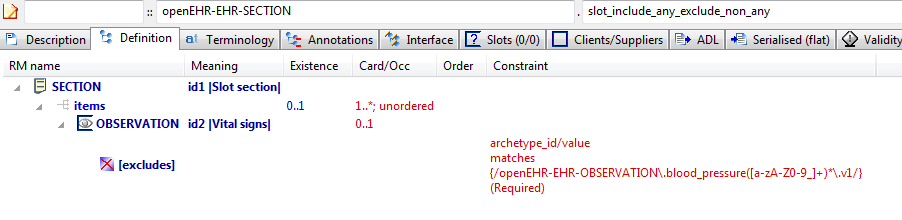 :: openEHR-EHR-SECTION . slot_include_any_exclude_non_any
Description Definition Terminology Annotations Interface Slots (0/0) Clients/Suppliers ADL Serialised (flat) Validity
RM name Meaning Existence Card/Occ Order Constraint
SECTION id1 |Slot section|
items 0..1 1..*; unordered
OBSERVATION id2 |Vital signs| 0..1
archetype_id/value
matches
[excludes] {/openEHR-EHR-OBSERVATION\.blood_pressure([a-zA-Z0-9_]+)*\.v1/}
(Required)